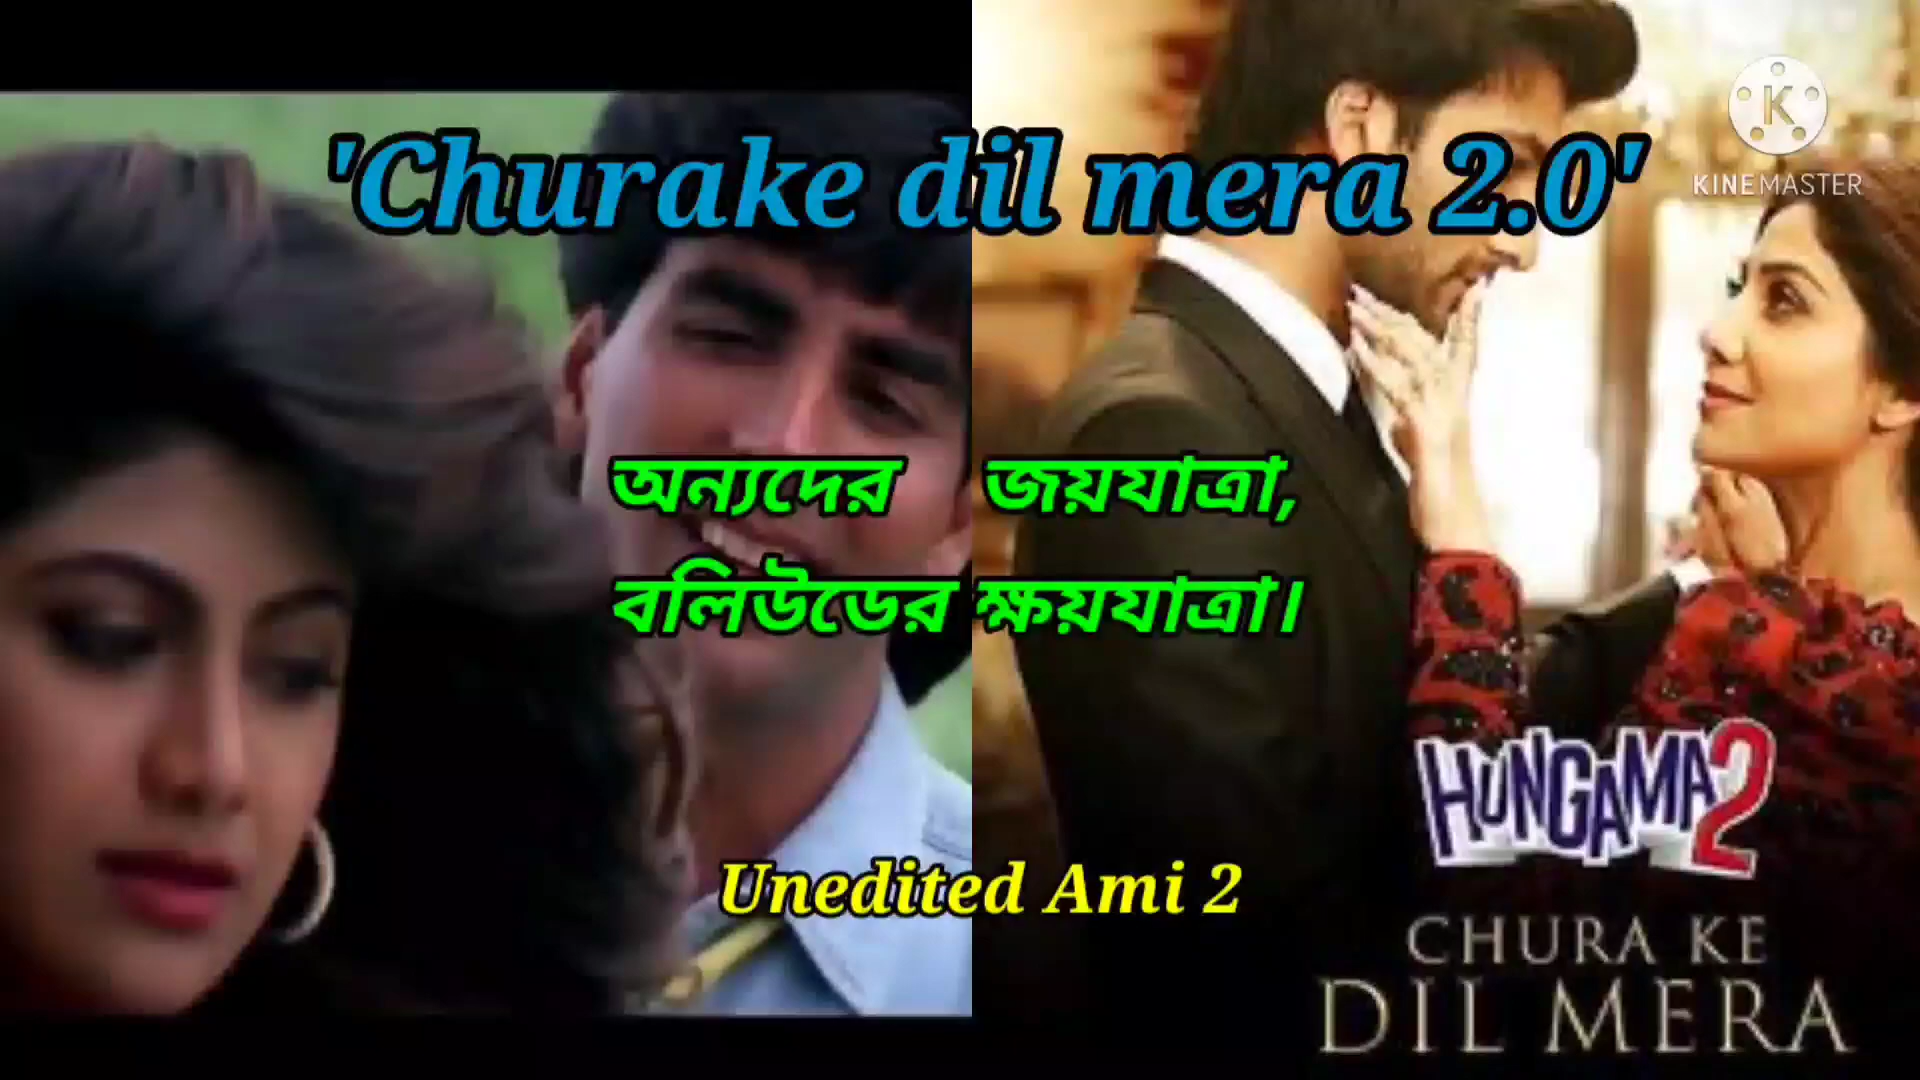 'Churake dil mera 2.0'
KINEMASTER
অন্যদের জয়যাত্রা,
বলিউডের ক্ষয়যাত্রা।
HUNGAMA 2
Unedited Ami 2
CHURA KE
DIL MERA